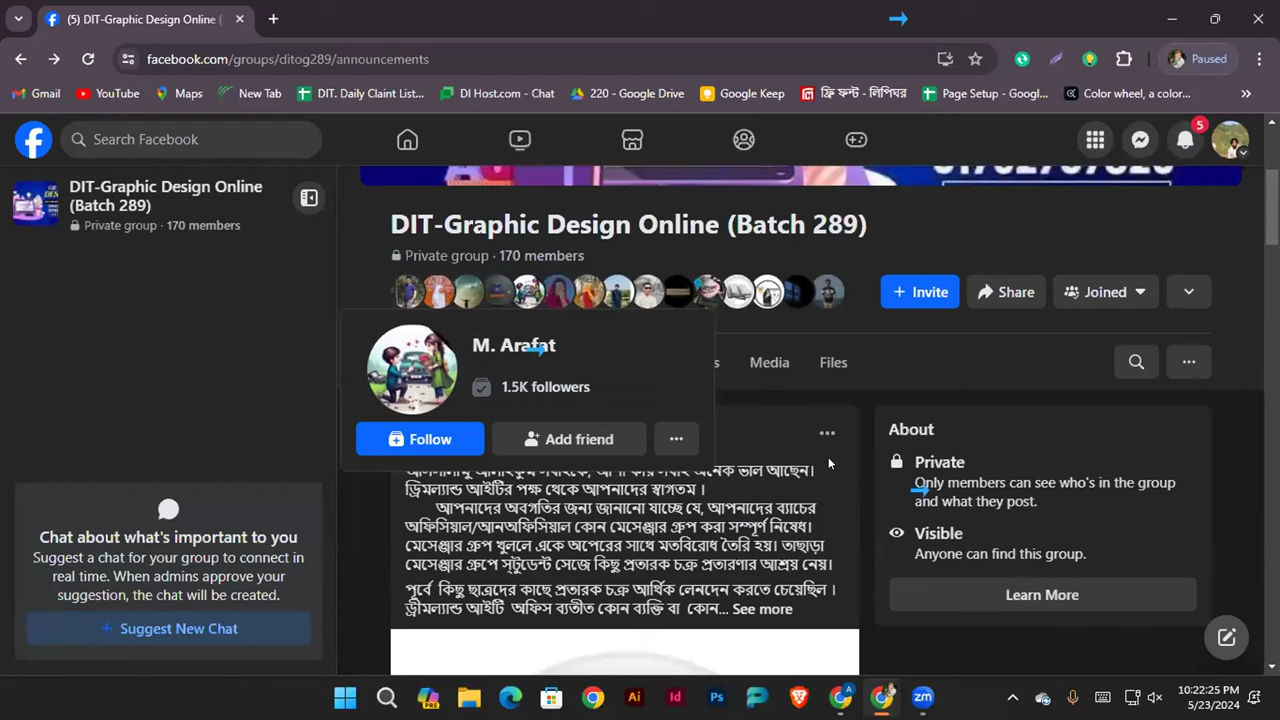 (5) DIT-Graphic Design Online (
facebook.com/groups/ditog289/announcements
Paused
Gmail
YouTube
Maps
New Tab
DIT. Daily Claint List...
DI Host.com - Chat
220 - Google Drive
Google Keep
ফ্রি ফন্ট - লিপিঘর
Page Setup - Googl...
Color wheel, a color...
Search Facebook
5
DIT-Graphic Design Online
(Batch 289)
Private group · 170 members
DIT-Graphic Design Online (Batch 289)
Private group · 170 members
+ Invite
Share
Joined
M. Arafat
1.5K followers
Follow
Add friend
Media
Files
আপনাদের অবগতির জন্য জানানো যাচ্ছে যে, আপনাদের ব্যাচের
অফিসিয়াল/আনঅফিসিয়াল কোন মেসেঞ্জার গ্রুপ করা সম্পূর্ণ নিষেধ।
মেসেঞ্জার গ্রুপ খুললে একে অপেরের সাথে মতবিরোধ তৈরি হয়। তাছাড়া
মেসেঞ্জার গ্রুপে স্টুডেন্ট সেজে কিছু প্রতারক চক্র প্রতারণার আশ্রয় নেয়।
পূর্বে কিছু ছাত্রদের কাছে প্রতারক চক্র আর্থিক লেনদেন করতে চেয়েছিল ।
ড্রীমল্যান্ড আইটি অফিস ব্যতীত কোন ব্যক্তি বা কোন... See more
ড্রিমল্যান্ড আইটির পক্ষ থেকে আপনাদের স্বাগতম ।
About
Private
Only members can see who's in the group
and what they post.
Visible
Anyone can find this group.
Learn More
Chat about what's important to you
Suggest a chat for your group to connect in
real time. When admins approve your
suggestion, the chat will be created.
+ Suggest New Chat
PRE
Ai
Id
Ps
zm
10:22:25 PM
5/23/2024